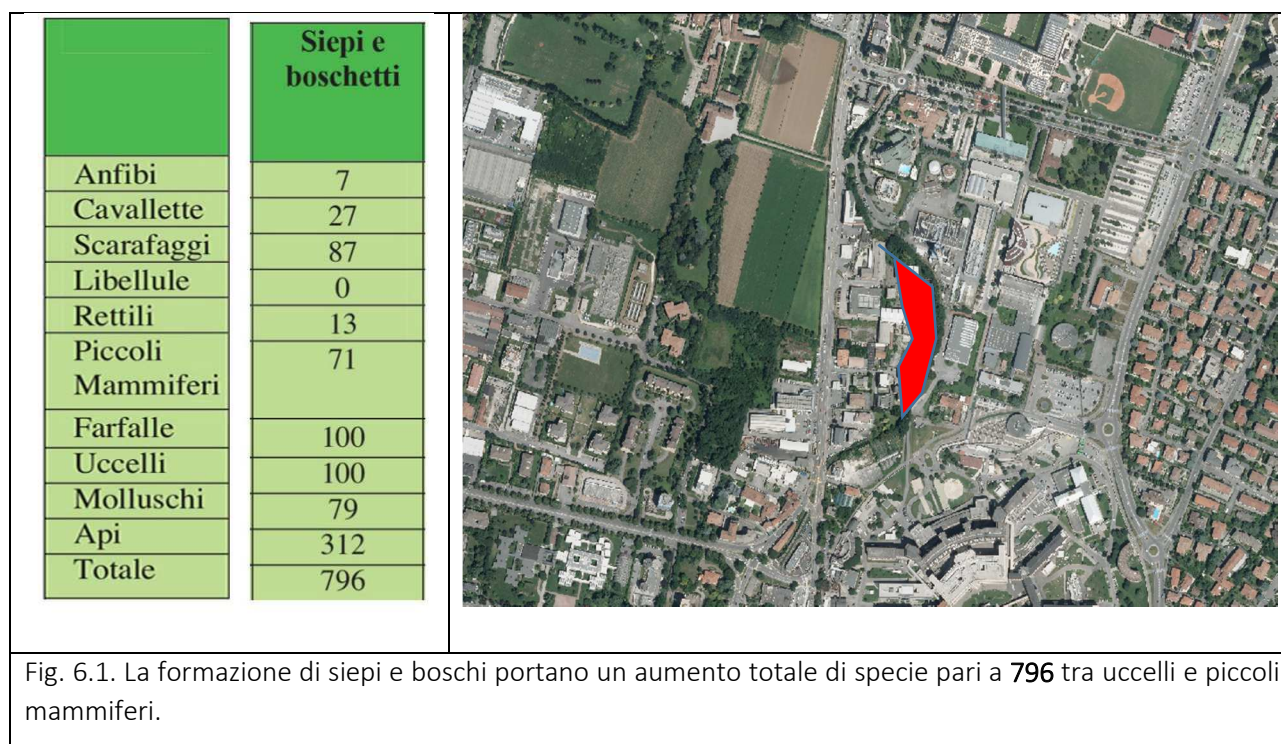 Siepi e
boschetti
Anfibi 7
Cavallette 27
Scarafaggi 87
Libellule 0
Rettili 13
Piccoli 71
Mammiferi
Farfalle 100
Uccelli 100
Molluschi 79
Api 312
Totale 796
Fig. 6.1. La formazione di siepi e boschi portano un aumento totale di specie pari a 796 tra uccelli e piccoli
mammiferi.